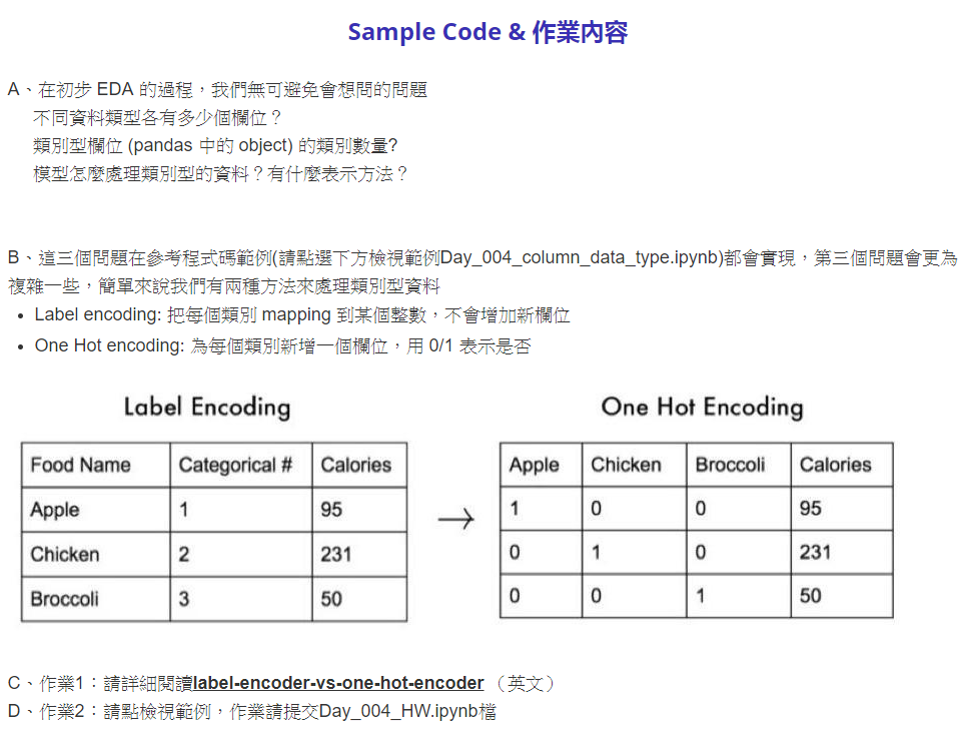 Sample Code & 作業內容
A、在初步 EDA 的過程，我們無可避免會想問的問題
不同資料類型各有多少個欄位？
類別型欄位 (pandas 中的 object) 的類別數量?
模型怎麼處理類別型的資料？有什麼表示方法？
B、這三個問題在參考程式碼範例(請點選下方檢視範例Day_004_column_data_type.ipynb)都會實現，第三個問題會更為
複雜一些，簡單來說我們有兩種方法來處理類別型資料
• Label encoding: 把每個類別 mapping 到某個整數，不會增加新欄位
• One Hot encoding: 為每個類別新增一個欄位，用 0/1 表示是否
Label Encoding
Food Name Categorical # Calories
Apple 1 95
Chicken 2 231
Broccoli 3 50
→
One Hot Encoding
Apple Chicken Broccoli Calories
1 0 0 95
0 1 0 231
0 0 1 50
C、作業1：請詳細閱讀label-encoder-vs-one-hot-encoder （英文）
D、作業2：請點檢視範例，作業請提交Day_004_HW.ipynb檔